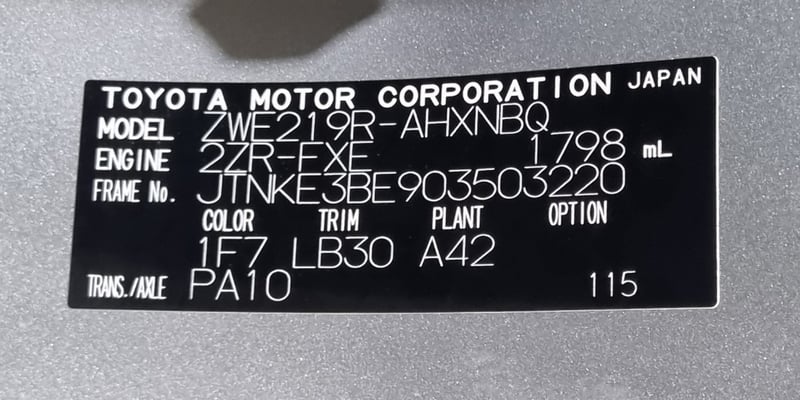 TOYOTA MOTOR CORPORATION JAPAN
MODEL ZWE219R-AHXNBQ
ENGINE 2ZR-FXE 1798 mL
FRAME No. JTNKE3BE903503220
COLOR TRIM PLANT OPTION
1F7 LB30 A42
TRANS./AXLE PA10 115